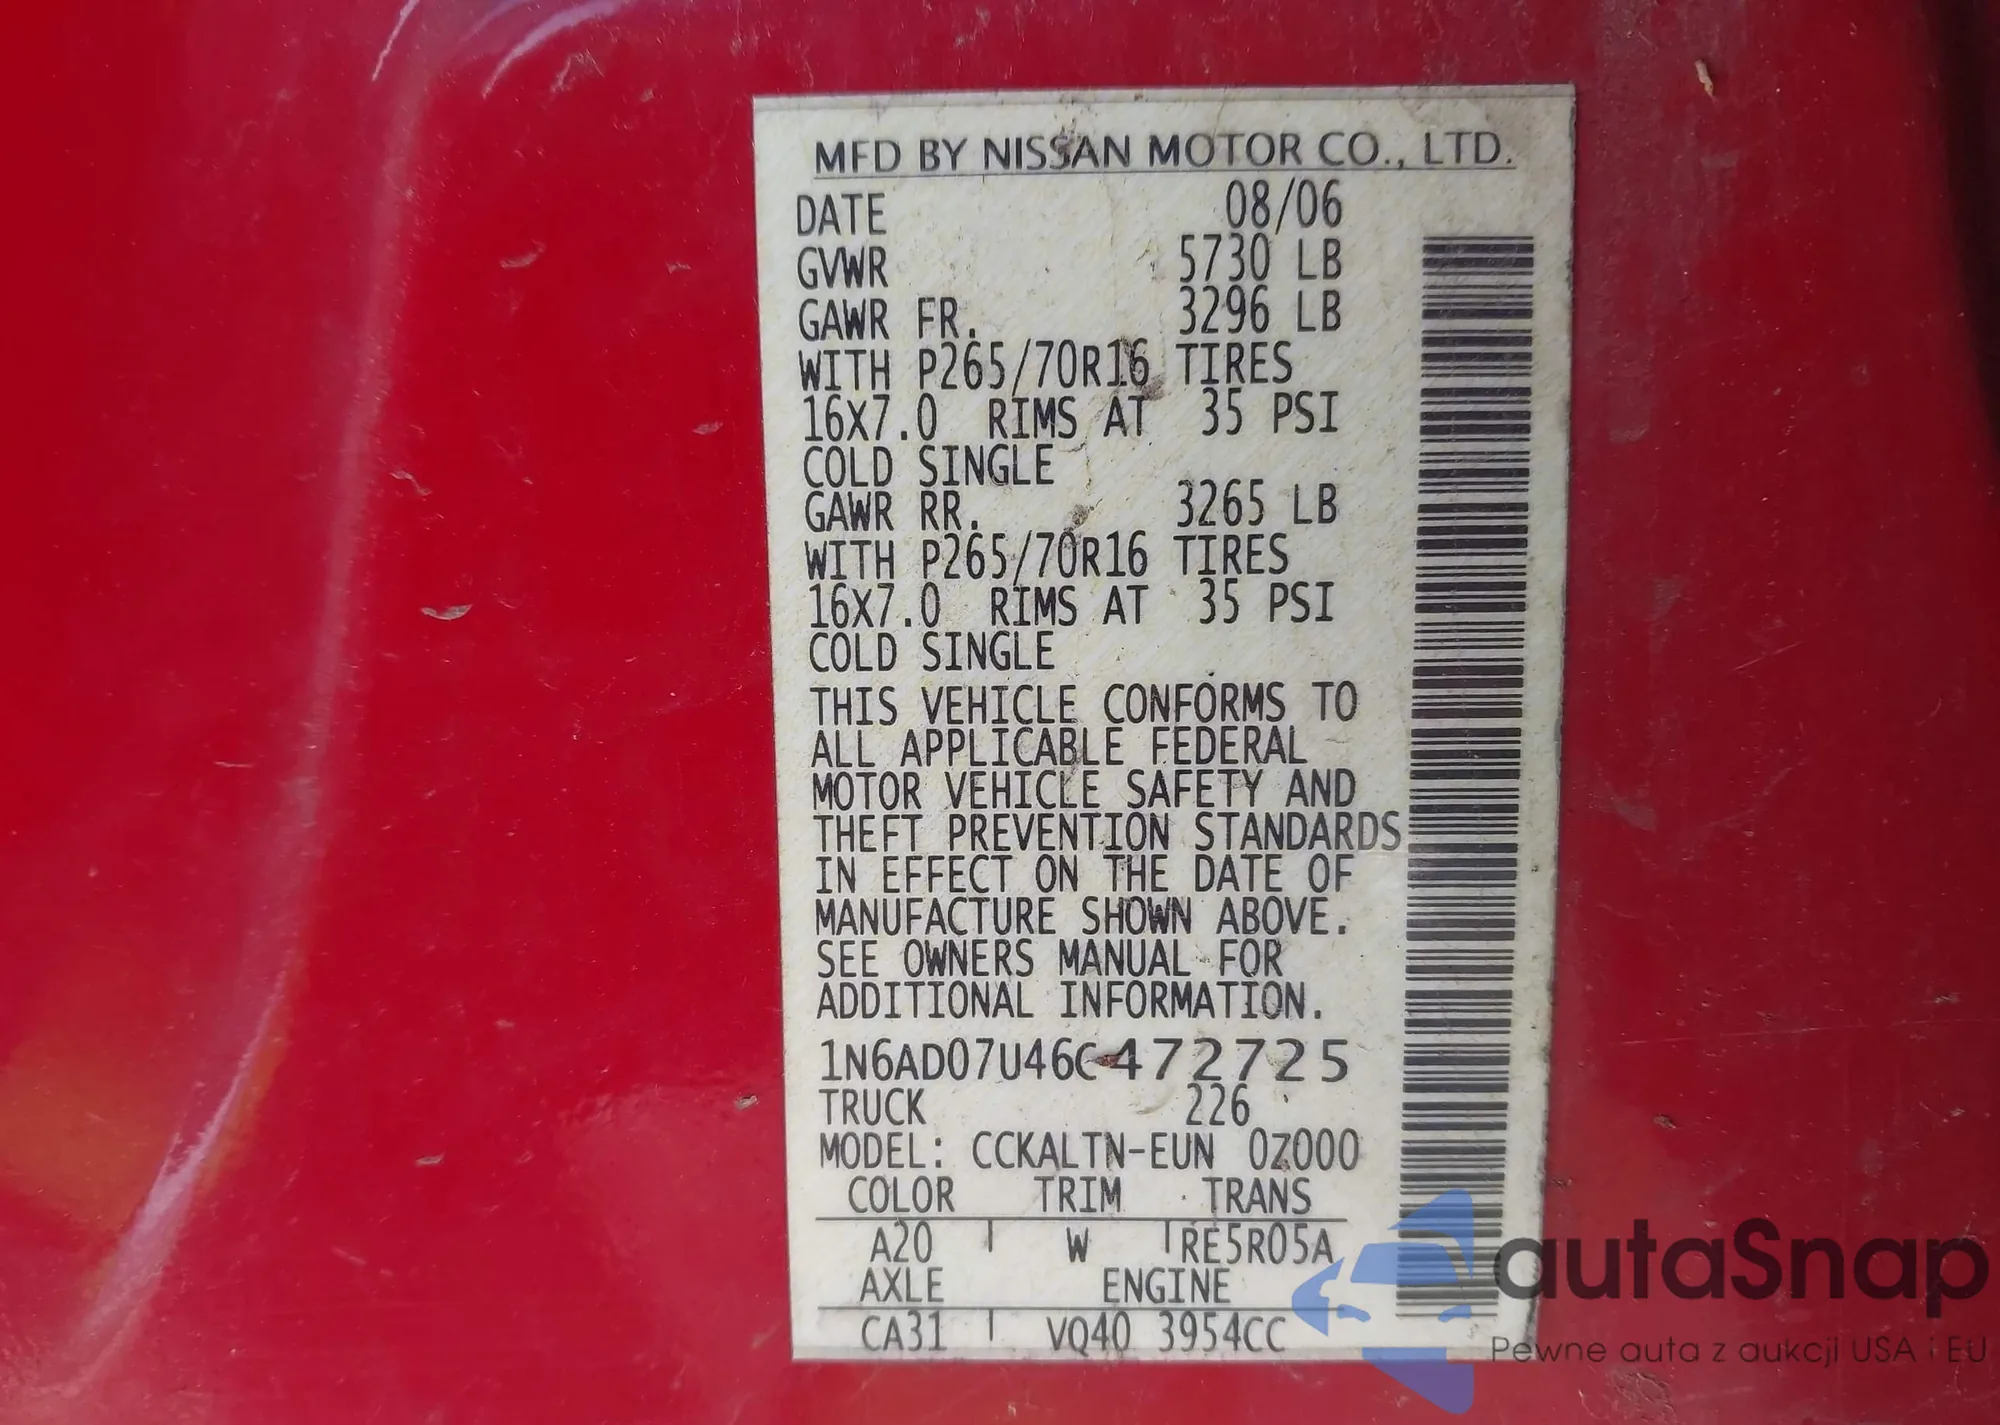 MFD BY NISSAN MOTOR CO., LTD.
DATE 08/06
GVWR 5730 LB
GAWR FR. 3296 LB
WITH P265/70R16 TIRES
16X7.0 RIMS AT 35 PSI
COLD SINGLE
GAWR RR. 3265 LB
WITH P265/70R16 TIRES
16X7.0 RIMS AT 35 PSI
COLD SINGLE
THIS VEHICLE CONFORMS TO
ALL APPLICABLE FEDERAL
MOTOR VEHICLE SAFETY AND
THEFT PREVENTION STANDARDS
IN EFFECT ON THE DATE OF
MANUFACTURE SHOWN ABOVE.
SEE OWNERS MANUAL FOR
ADDITIONAL INFORMATION.
1N6AD07U46C472725
TRUCK 226
MODEL: CCKALTN-EUN 0Z000
COLOR TRIM TRANS
A20 W RE5R05A
AXLE ENGINE
CA31 VQ40 3954CC
autaSnap
Pewne auta z aukcji USA i EU